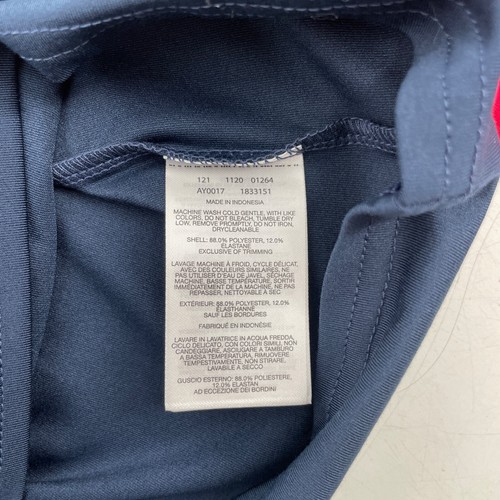 121 1120 01264
AY0017 1833151
MADE IN INDONESIA
MACHINE WASH COLD GENTLE, WITH LIKE
COLORS, DO NOT BLEACH, TUMBLE DRY
LOW, REMOVE PROMPTLY, DO NOT IRON,
DRYCLEANABLE
SHELL: 88.0% POLYESTER, 12.0%
ELASTANE
EXCLUSIVE OF TRIMMING
LAVAGE MACHINE À FROID, CYCLE DÉLICAT,
AVEC DES COULEURS SIMILAIRES, NE
PAS UTILISER D'EAU DE JAVEL, SÉCHAGE
MACHINE, BASSE TEMPÉRATURE, SORTIR
IMMÉDIATEMENT DE LA MACHINE, NE PAS
REPASSER, NETTOYABLE A SEC
EXTÉRIEUR: 88.0% POLYESTER, 12.0%
ÉLASTHANNE
SAUF LES BORDURES
FABRIQUÉ EN INDONÉSIE
LAVARE IN LAVATRICE IN ACQUA FREDDA,
CICLO DELICATO, CON COLORI SIMILI, NON
CANDEGGIARE, ASCIUGARE A TAMBURO
A BASSA TEMPERATURA, RIMUOVERE
TEMPESTIVAMENTE, NON STIRARE,
LAVABILE A SECCO
GUSCIO ESTERNO: 88.0% POLIESTERE,
12.0% ELASTAN
AD ECCEZIONE DEI BORDINI